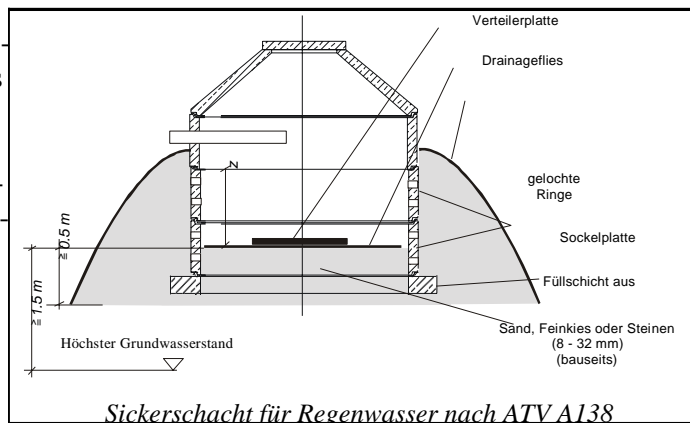 Verteilerplatte
Drainageflies
z
gelochte
Ringe
Sockelplatte
>= 0.5 m
>= 1.5 m
Füllschicht aus
Höchster Grundwasserstand
Sand, Feinkies oder Steinen
(8 - 32 mm)
(bauseits)
Sickerschacht für Regenwasser nach ATV A138